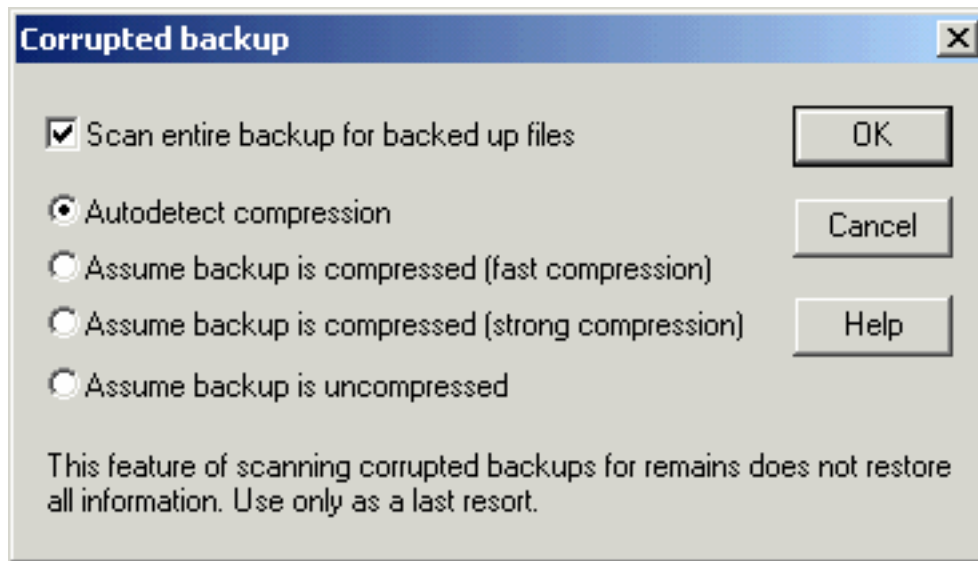 Corrupted backup
Scan entire backup for backed up files
OK
Autodetect compression
Cancel
Assume backup is compressed (fast compression)
Assume backup is compressed (strong compression)
Help
Assume backup is uncompressed
This feature of scanning corrupted backups for remains does not restore
all information. Use only as a last resort.